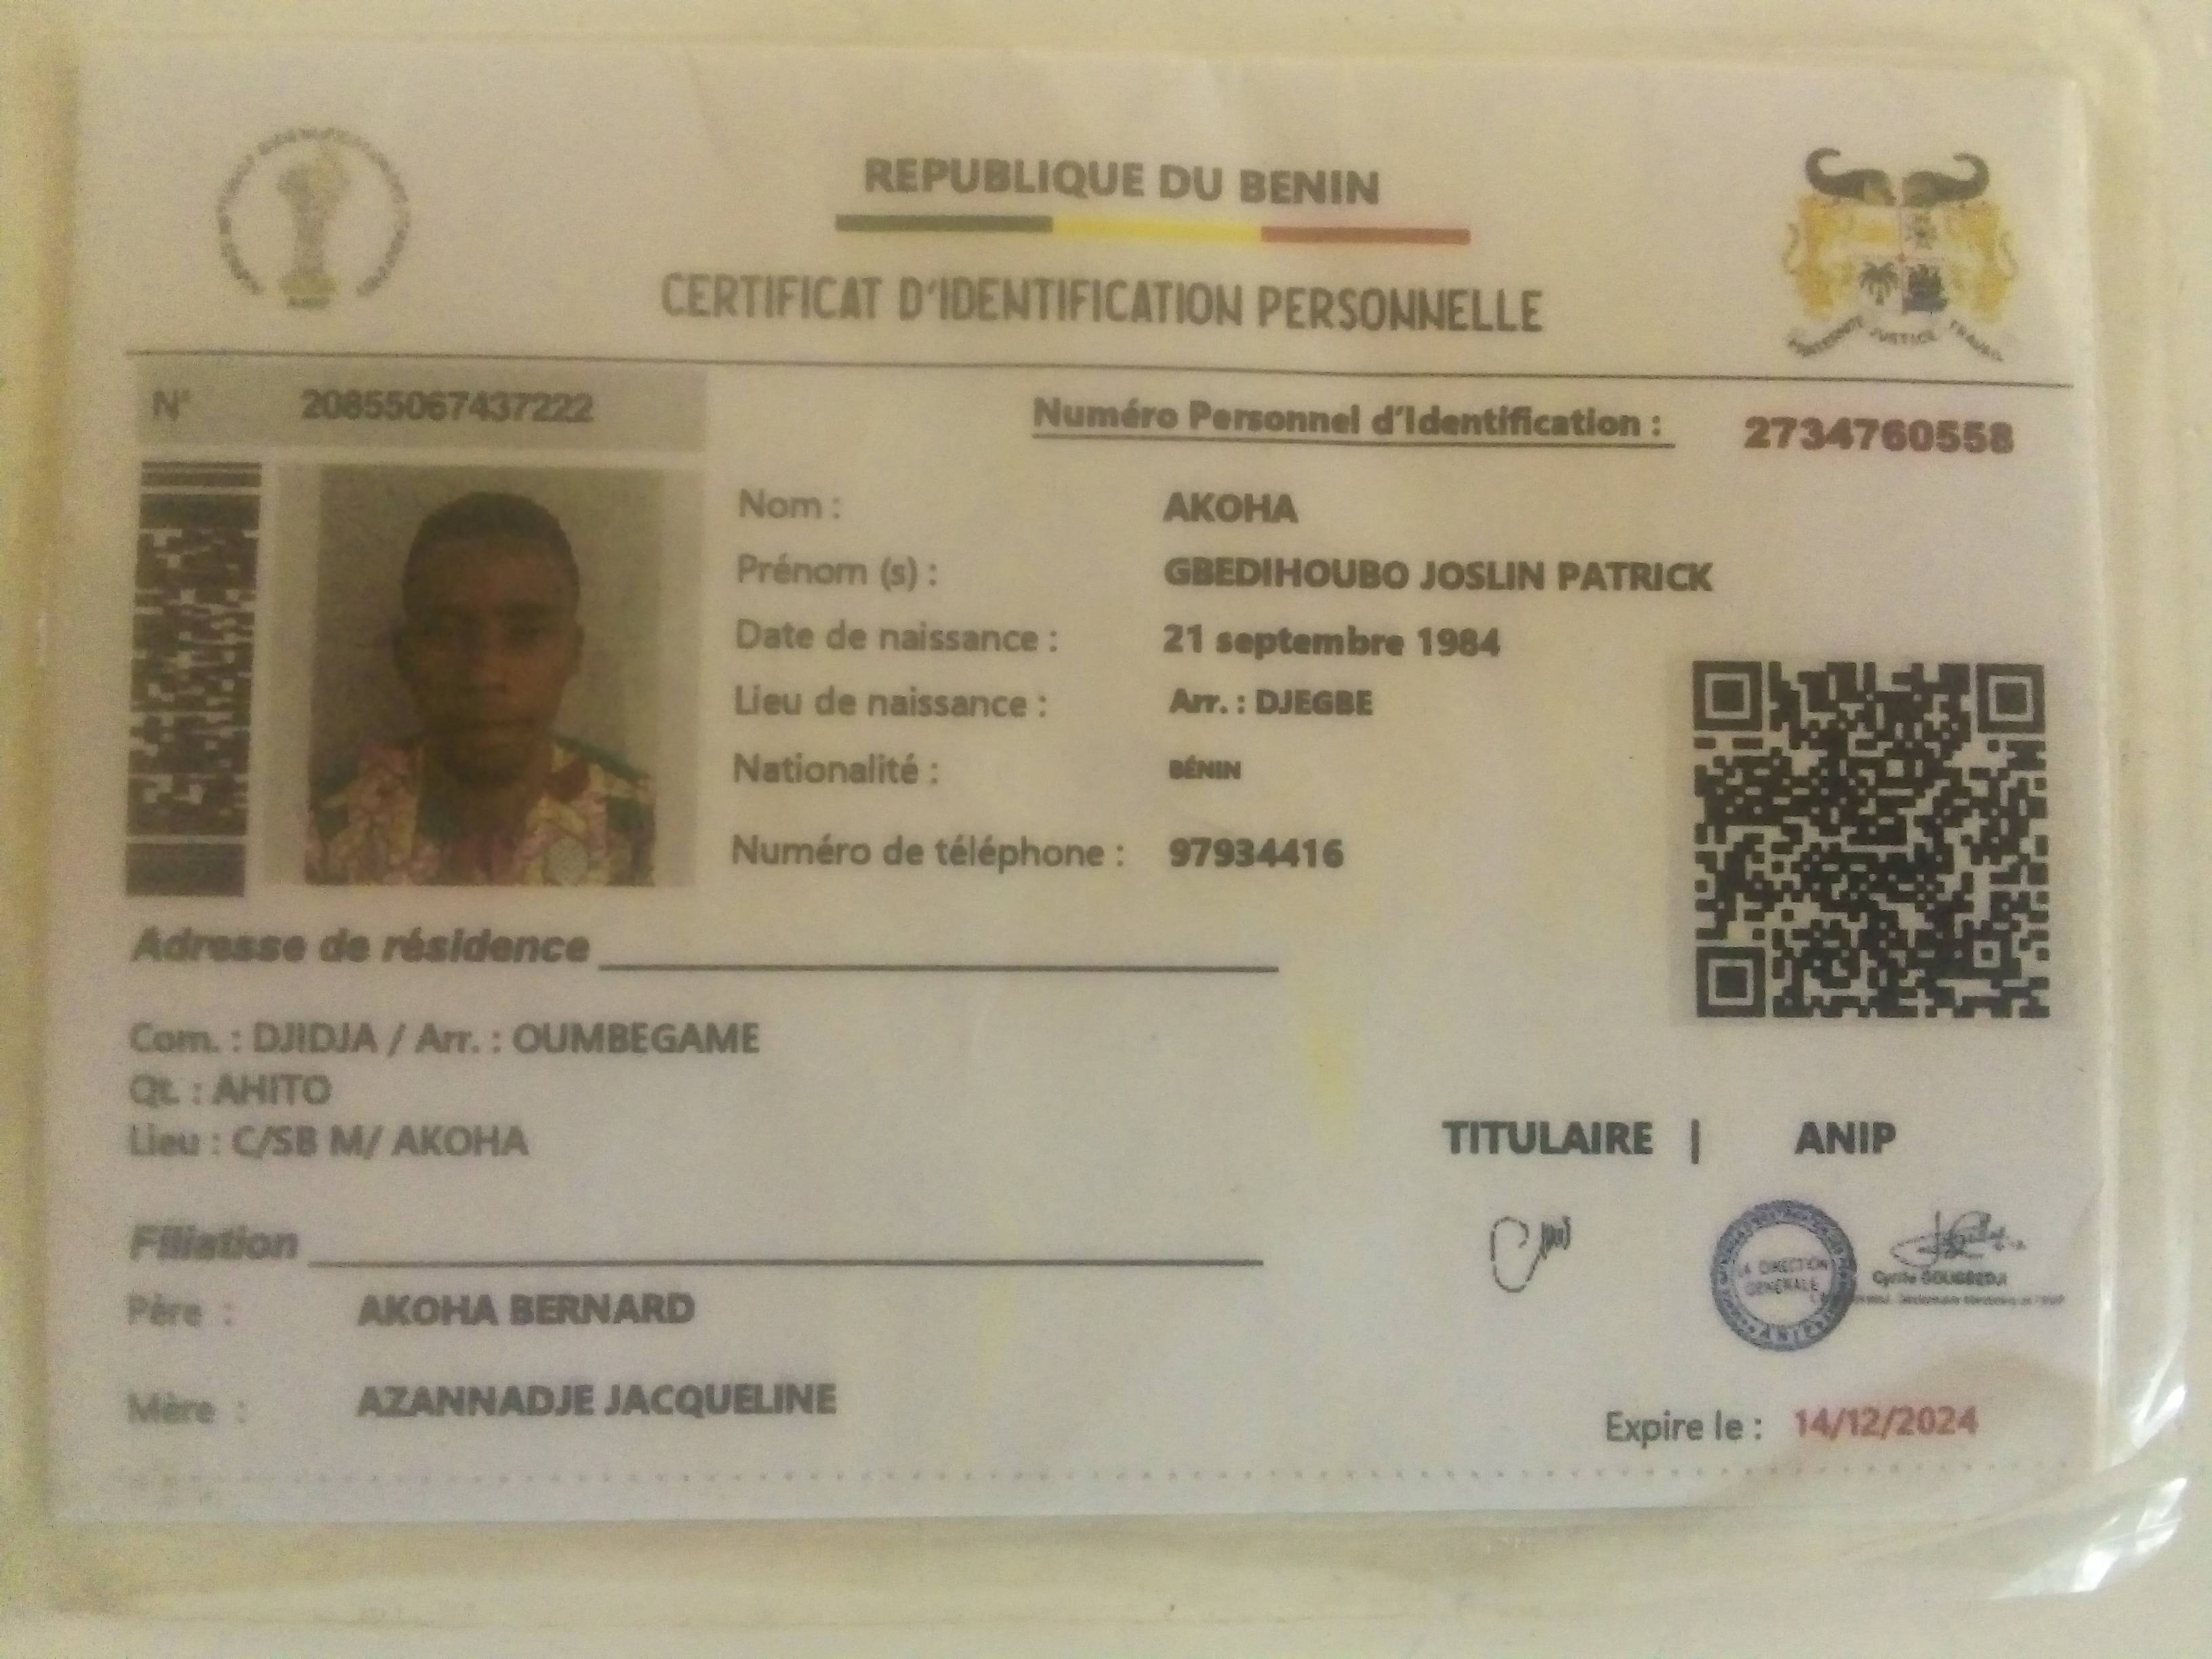 REPUBLIQUE DU BENIN
CERTIFICAT D'IDENTIFICATION PERSONNELLE
FRATERNITE JUSTICE TRAVAIL
N° 20855067437222
Numéro Personnel d'Identification : 2734760558
Nom : AKOHA
Prénom (s) : GBEDIHOUBO JOSLIN PATRICK
Date de naissance : 21 septembre 1984
Lieu de naissance : Arr. : DJEGBE
Nationalité : BÉNIN
Numéro de téléphone : 97934416
Adresse de résidence
Com. : DJIDJA / Arr. : OUMBEGAME
Qt. : AHITO
Lieu : C/SB M/ AKOHA
TITULAIRE | ANIP
LA DIRECTION GENERALE
ANIP
Cyrille GOUGBEDJI
Filiation
Père : AKOHA BERNARD
Mère : AZANNADJE JACQUELINE
Expire le : 14/12/2024